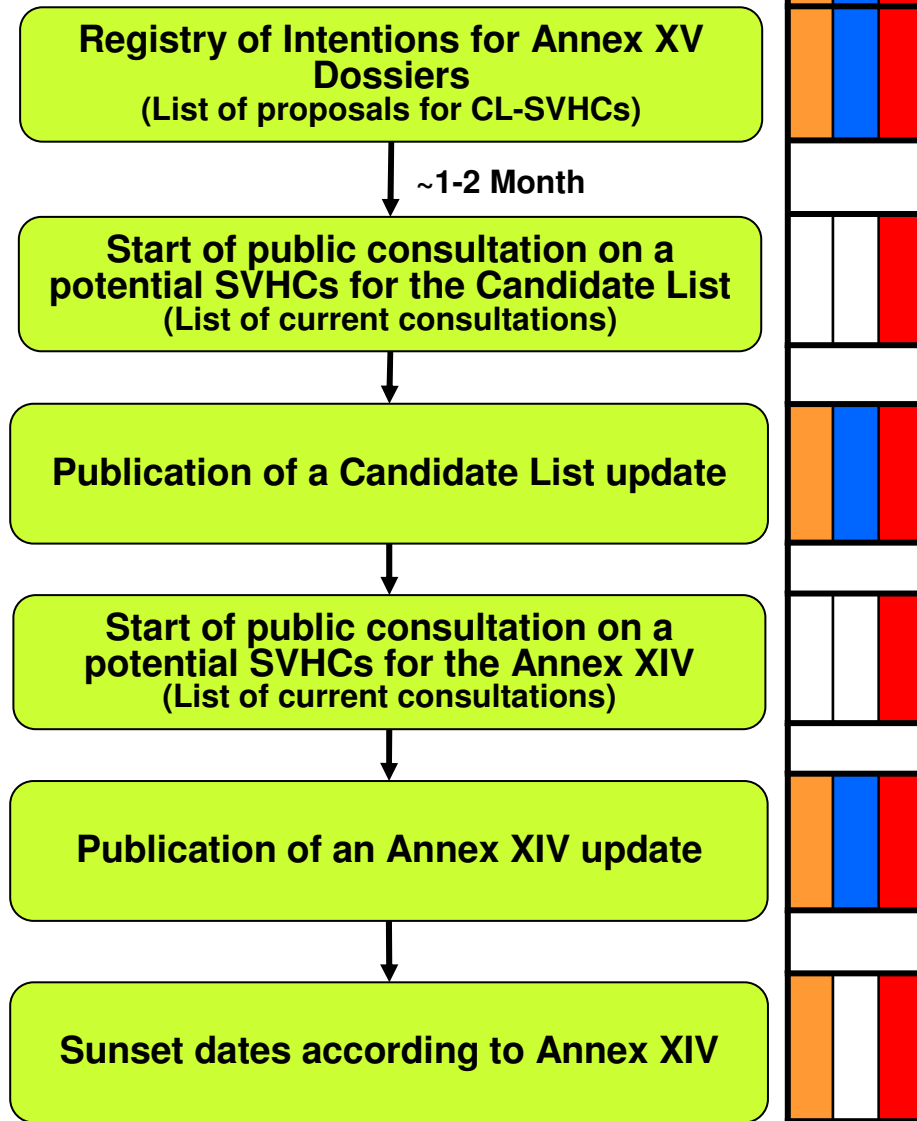 Registry of Intentions for Annex XV
Dossiers
(List of proposals for CL-SVHCs)
~1-2 Month
Start of public consultation on a
potential SVHCs for the Candidate List
(List of current consultations)
Publication of a Candidate List update
Start of public consultation on a
potential SVHCs for the Annex XIV
(List of current consultations)
Publication of an Annex XIV update
Sunset dates according to Annex XIV